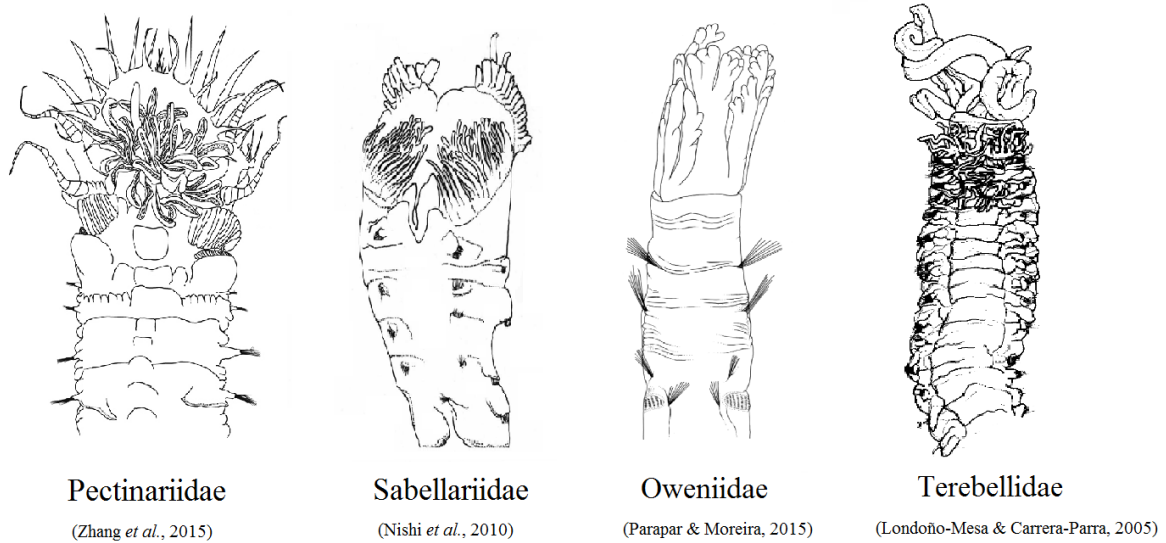 Pectinariidae
(Zhang et al., 2015)
Sabellariidae
(Nishi et al., 2010)
Oweniidae
(Parapar & Moreira, 2015)
Terebellidae
(Londoño-Mesa & Carrera-Parra, 2005)